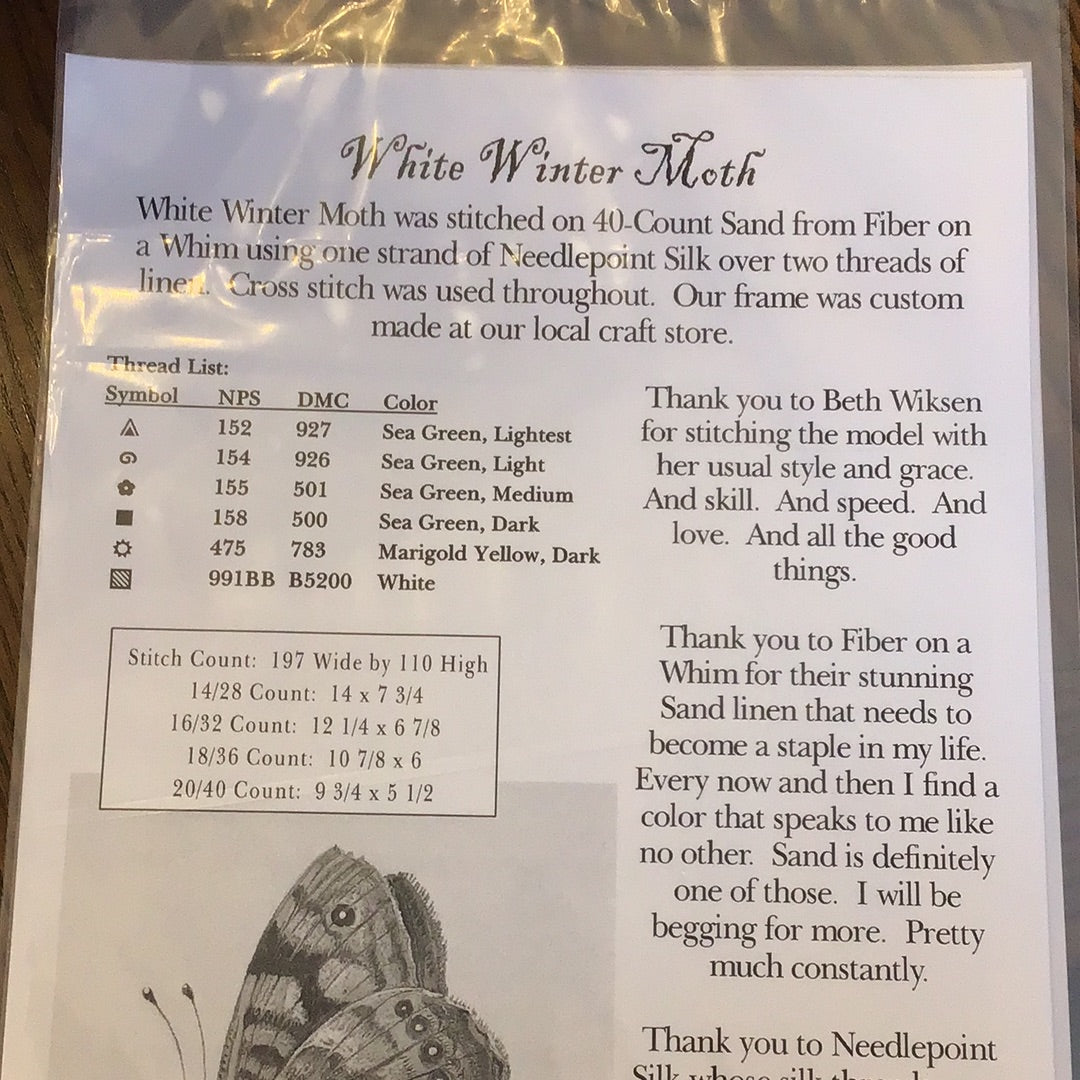 White Winter Moth
White Winter Moth was stitched on 40-Count Sand from Fiber on
a Whim using one strand of Needlepoint Silk over two threads of
linen. Cross stitch was used throughout. Our frame was custom
made at our local craft store.
Thread List:
Symbol NPS DMC Color
152 927 Sea Green, Lightest
154 926 Sea Green, Light
155 501 Sea Green, Medium
158 500 Sea Green, Dark
475 783 Marigold Yellow, Dark
991BB B5200 White
Stitch Count: 197 Wide by 110 High
14/28 Count: 14 x 7 3/4
16/32 Count: 12 1/4 x 6 7/8
18/36 Count: 10 7/8 x 6
20/40 Count: 9 3/4 x 5 1/2
Thank you to Beth Wiksen
for stitching the model with
her usual style and grace.
And skill. And speed. And
love. And all the good
things.
Thank you to Fiber on a
Whim for their stunning
Sand linen that needs to
become a staple in my life.
Every now and then I find a
color that speaks to me like
no other. Sand is definitely
one of those. I will be
begging for more. Pretty
much constantly.
Thank you to Needlepoint
Silk whose silk